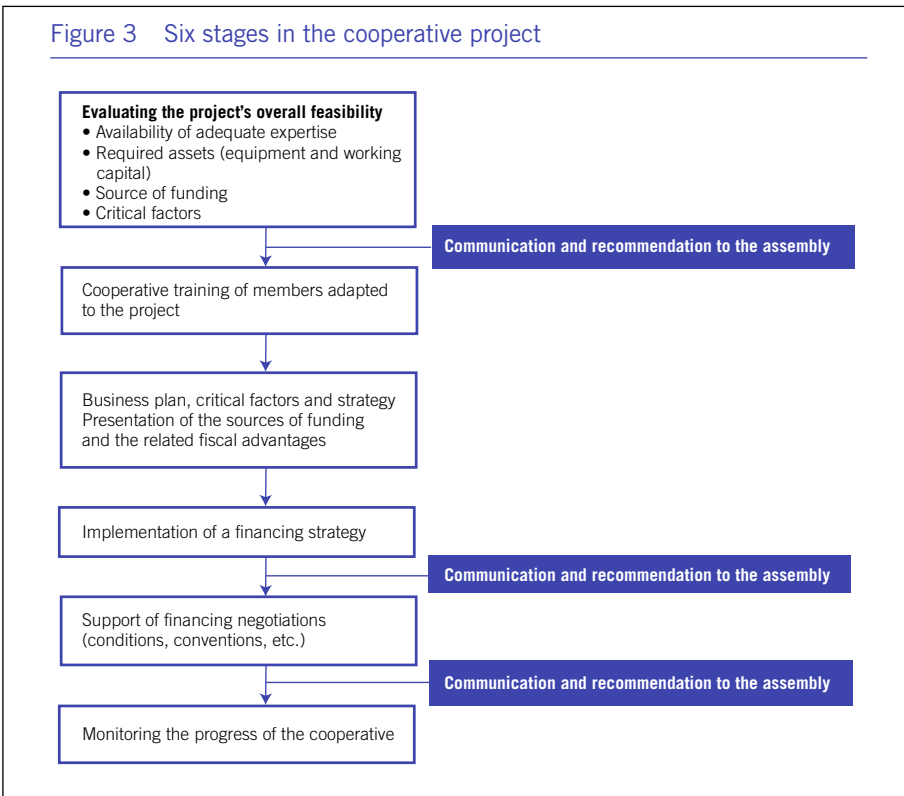 Figure 3 Six stages in the cooperative project
Evaluating the project's overall feasibility
• Availability of adequate expertise
• Required assets (equipment and working
capital)
• Source of funding
• Critical factors
Communication and recommendation to the assembly
Cooperative training of members adapted
to the project
Business plan, critical factors and strategy
Presentation of the sources of funding
and the related fiscal advantages
Implementation of a financing strategy
Communication and recommendation to the assembly
Support of financing negotiations
(conditions, conventions, etc.)
Communication and recommendation to the assembly
Monitoring the progress of the cooperative